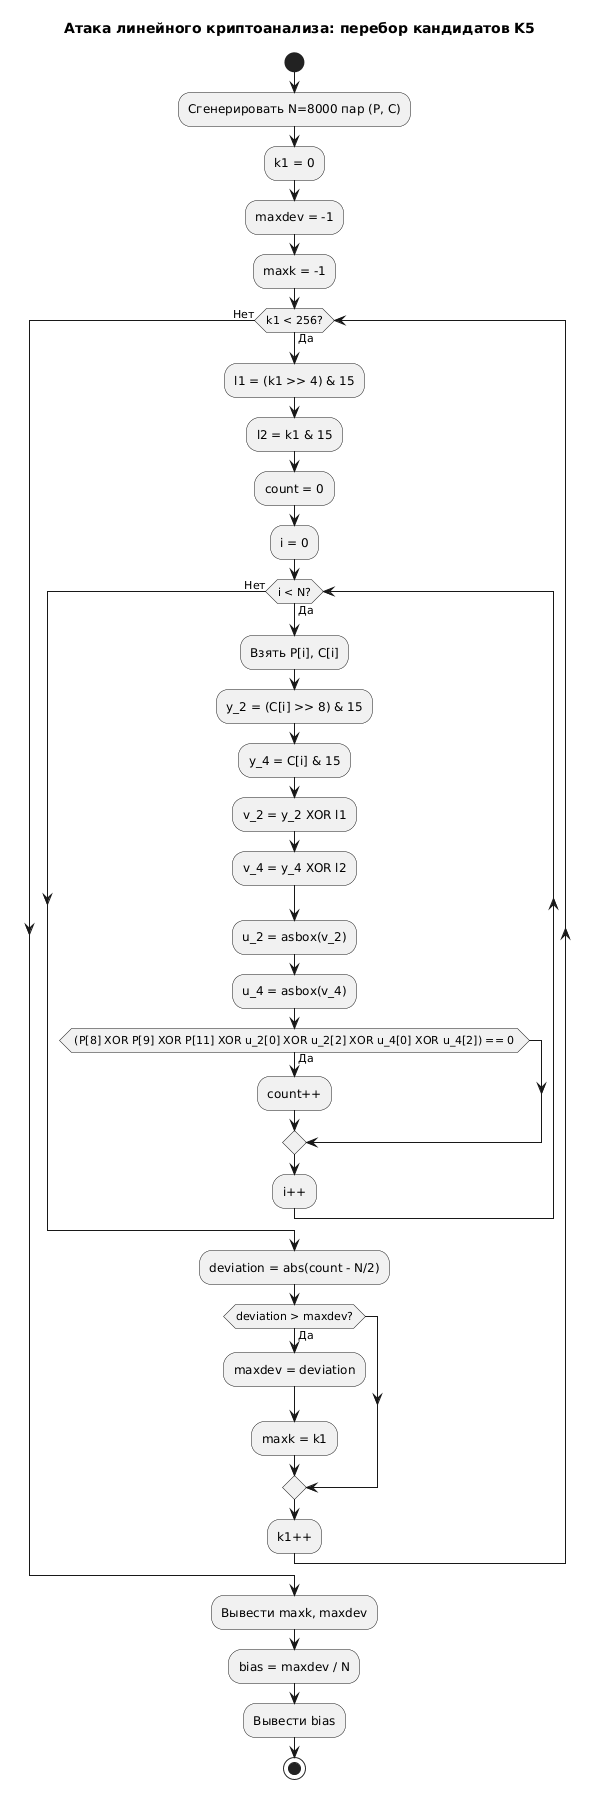 Атака линейного криптоанализа: перебор кандидатов K5
Сгенерировать N=8000 пар (P, C)
k1 = 0
maxdev = -1
maxk = -1
Нет
k1 < 256?
Да
l1 = (k1 >> 4) & 15
l2 = k1 & 15
count = 0
i = 0
Нет
i < N?
Да
Взять P[i], C[i]
y_2 = (C[i] >> 8) & 15
y_4 = C[i] & 15
v_2 = y_2 XOR l1
v_4 = y_4 XOR l2
u_2 = asbox(v_2)
u_4 = asbox(v_4)
(P[8] XOR P[9] XOR P[11] XOR u_2[0] XOR u_2[2] XOR u_4[0] XOR u_4[2]) == 0
Да
count++
i++
deviation = abs(count - N/2)
deviation > maxdev?
Да
maxdev = deviation
maxk = k1
k1++
Вывести maxk, maxdev
bias = maxdev / N
Вывести bias